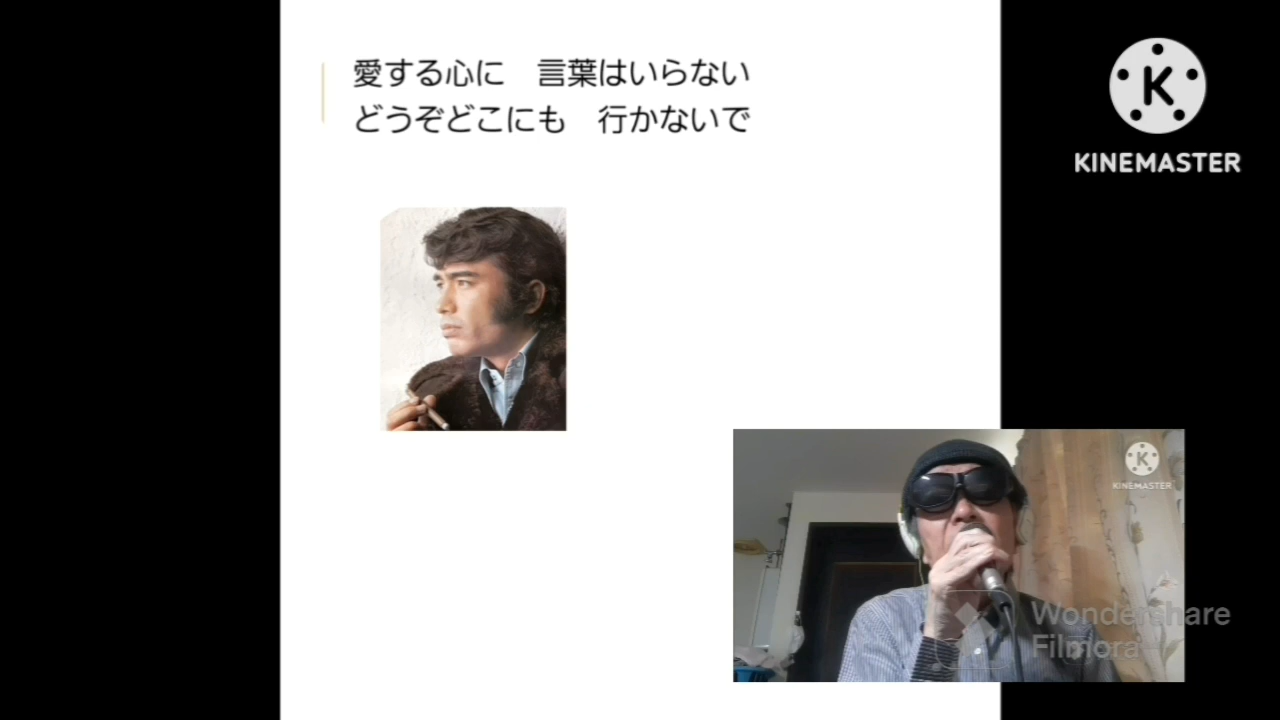 愛する心に　言葉はいらない
どうぞどこにも　行かないで
KINEMASTER
KINEMASTER
Wondershare
Filmora